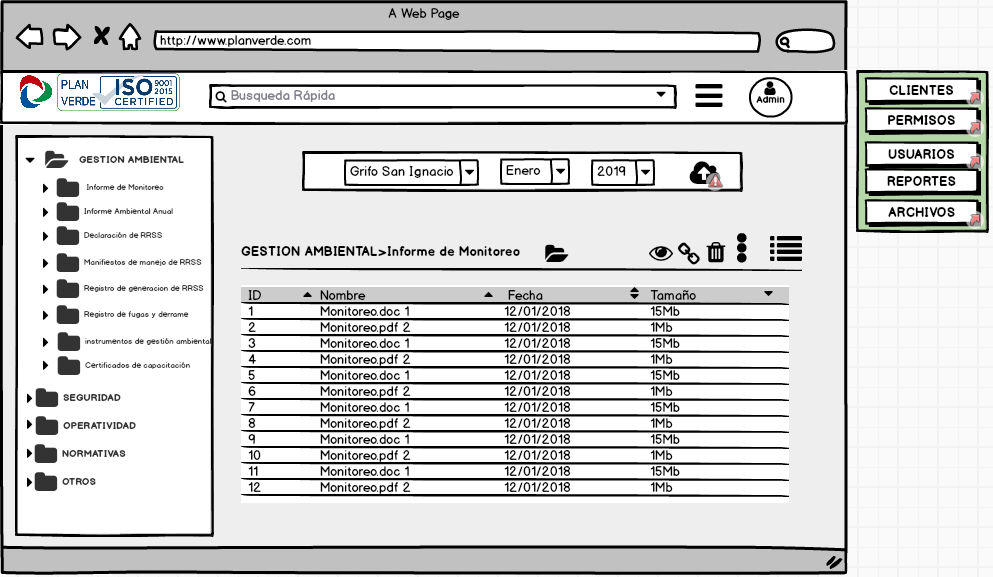 A Web Page
http://www.planverde.com
PLAN
VERDE
ISO 9001
2015
CERTIFIED
Busqueda Rápida
Admin
CLIENTES
PERMISOS
USUARIOS
REPORTES
ARCHIVOS
GESTION AMBIENTAL
Informe de Monitoreo
Informe Ambiental Anual
Declaración de RRSS
Manifiestos de manejo de RRSS
Registro de generacion de RRSS
Registro de fugas y derrame
instrumentos de gestión ambiental
Certificados de capacitación
SEGURIDAD
OPERATIVIDAD
NORMATIVAS
OTROS
Grifo San Ignacio Enero 2019
GESTION AMBIENTAL>Informe de Monitoreo
ID Nombre Fecha Tamaño
1 Monitoreo.doc 1 12/01/2018 15Mb
2 Monitoreo.pdf 2 12/01/2018 1Mb
3 Monitoreo.doc 1 12/01/2018 15Mb
4 Monitoreo.pdf 2 12/01/2018 1Mb
5 Monitoreo.doc 1 12/01/2018 15Mb
6 Monitoreo.pdf 2 12/01/2018 1Mb
7 Monitoreo.doc 1 12/01/2018 15Mb
8 Monitoreo.pdf 2 12/01/2018 1Mb
9 Monitoreo.doc 1 12/01/2018 15Mb
10 Monitoreo.pdf 2 12/01/2018 1Mb
11 Monitoreo.doc 1 12/01/2018 15Mb
12 Monitoreo.pdf 2 12/01/2018 1Mb